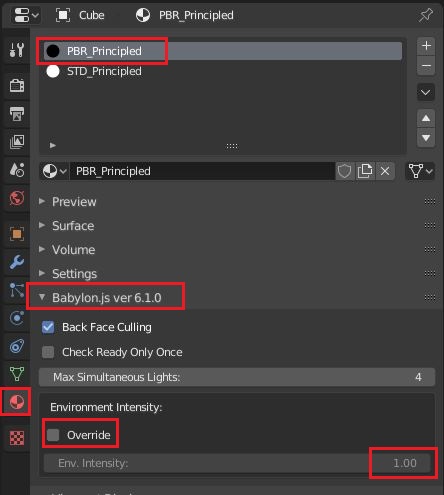 Cube > PBR_Principled
PBR_Principled
STD_Principled
PBR_Principled
Preview
Surface
Volume
Settings
Babylon.js ver 6.1.0
Back Face Culling
Check Ready Only Once
Max Simultaneous Lights: 4
Environment Intensity:
Override
Env. Intensity: 1.00